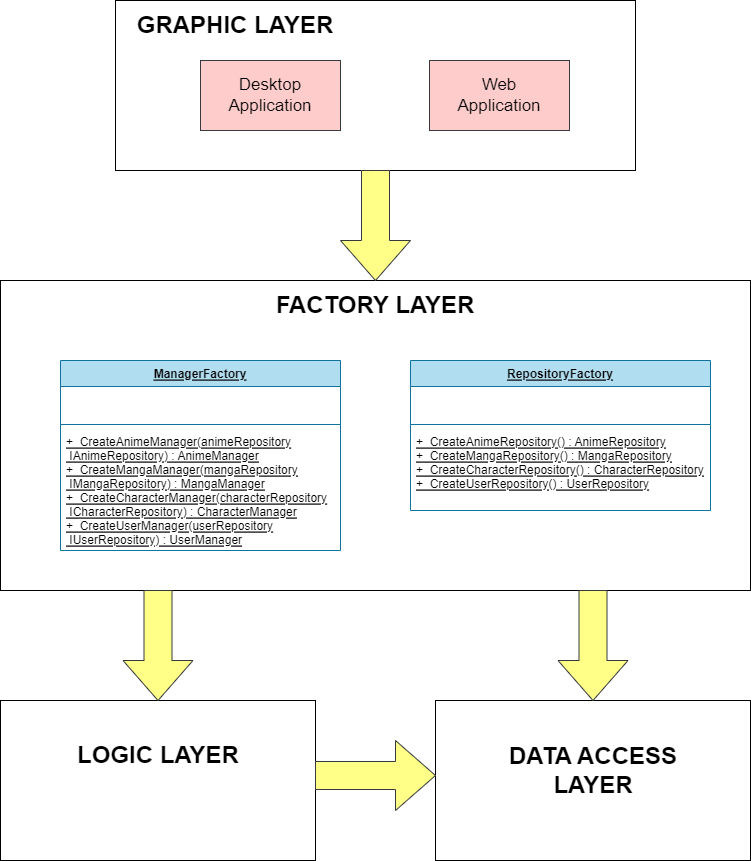 GRAPHIC LAYER
Desktop
Application
Web
Application
FACTORY LAYER
ManagerFactory
+ CreateAnimeManager(animeRepository
IAnimeRepository) : AnimeManager
+ CreateMangaManager(mangaRepository
IMangaRepository) : MangaManager
+ CreateCharacterManager(characterRepository
ICharacterRepository) : CharacterManager
+ CreateUserManager(userRepository
IUserRepository) : UserManager
RepositoryFactory
+ CreateAnimeRepository() : AnimeRepository
+ CreateMangaRepository() : MangaRepository
+ CreateCharacterRepository() : CharacterRepository
+ CreateUserRepository() : UserRepository
LOGIC LAYER
DATA ACCESS
LAYER